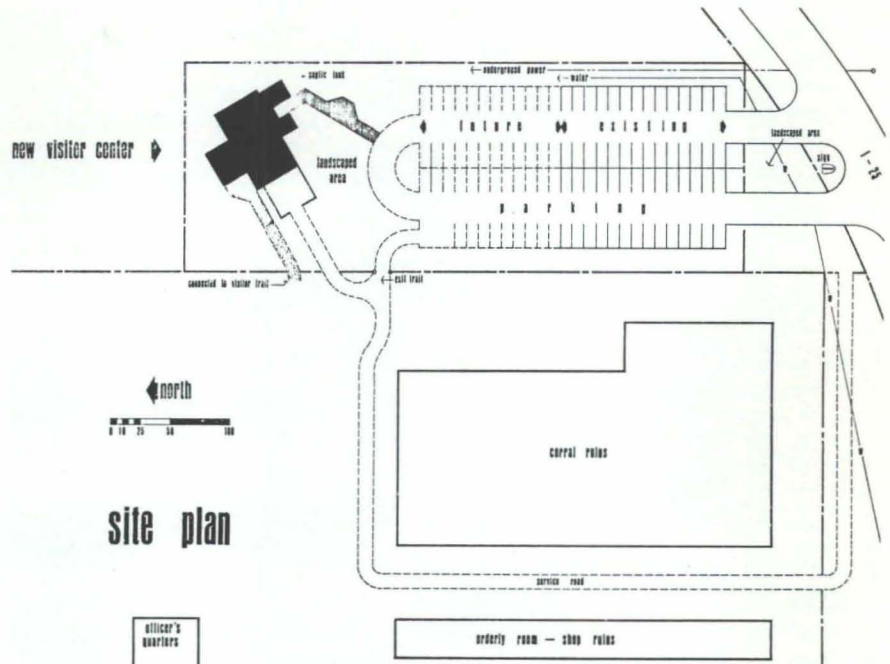 septic tank
underground power
water
new visitor center
future existing
landscaped area
sign
I-25
landscaped
area
parking
connected to visitor trail
exit trail
north
0 10 25 50 100
corral ruins
site plan
service road
officer's
quarters
orderly room — shop ruins